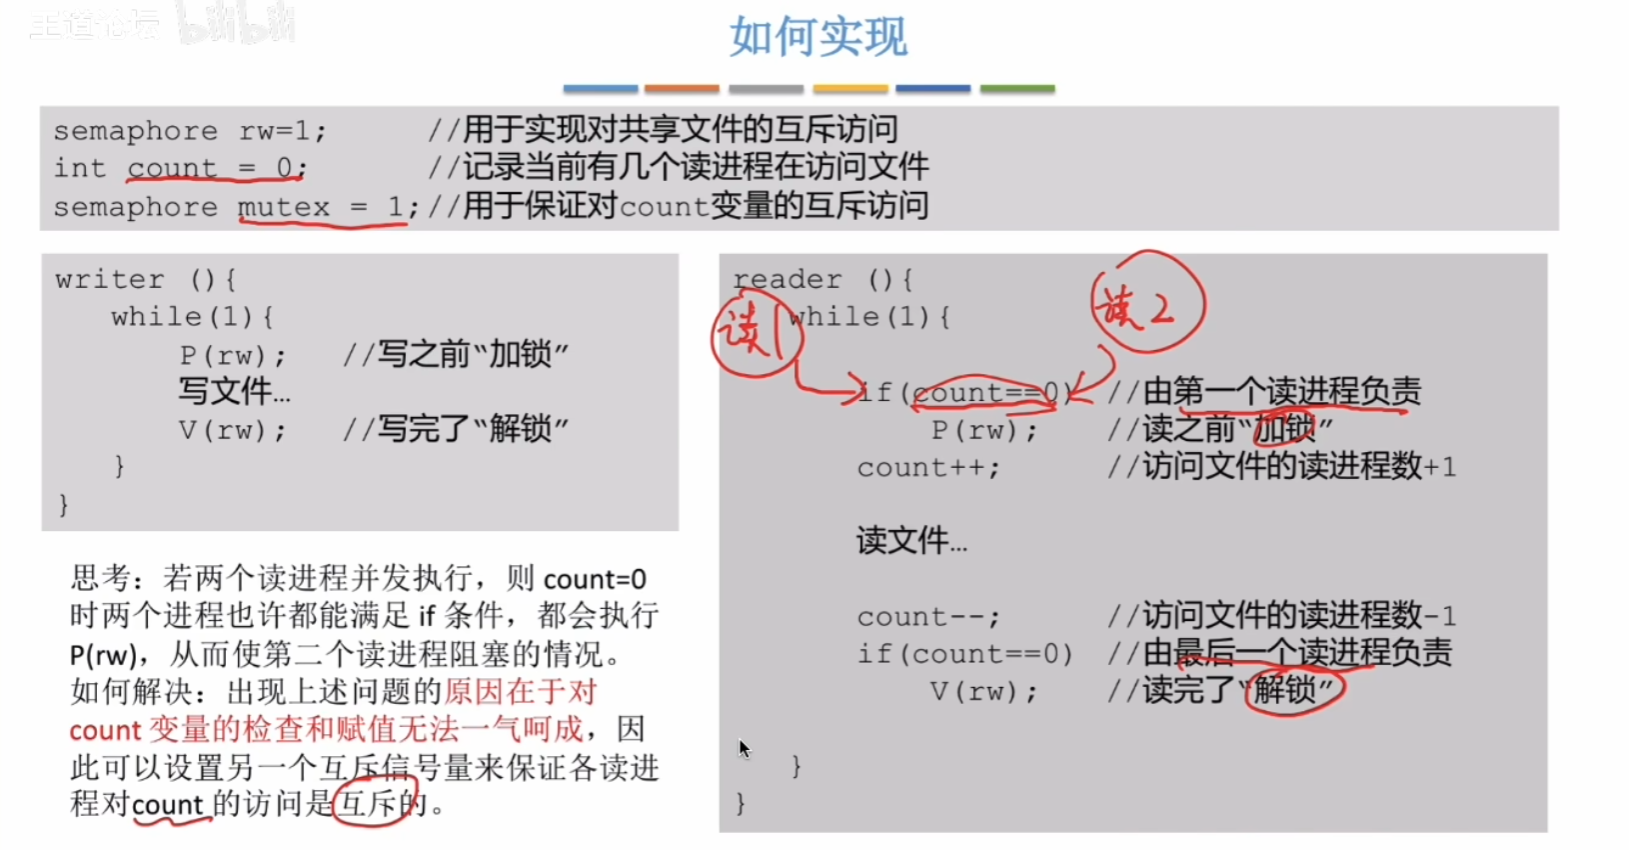 王道论坛 bilibili
如何实现
semaphore rw=1; //用于实现对共享文件的互斥访问
int count = 0; //记录当前有几个读进程在访问文件
semaphore mutex = 1;//用于保证对count变量的互斥访问
writer (){
while(1){
P(rw); //写之前“加锁”
写文件…
V(rw); //写完了“解锁”
}
}
思考：若两个读进程并发执行，则 count=0
时两个进程也许都能满足 if 条件，都会执行
P(rw)，从而使第二个读进程阻塞的情况。
如何解决：出现上述问题的原因在于对
count 变量的检查和赋值无法一气呵成，因
此可以设置另一个互斥信号量来保证各读进
程对count 的访问是互斥的。
reader (){
while(1){
读1
读2
if(count==0) //由第一个读进程负责
P(rw); //读之前“加锁”
count++; //访问文件的读进程数+1
读文件…
count--; //访问文件的读进程数-1
if(count==0) //由最后一个读进程负责
V(rw); //读完了“解锁”
}
}